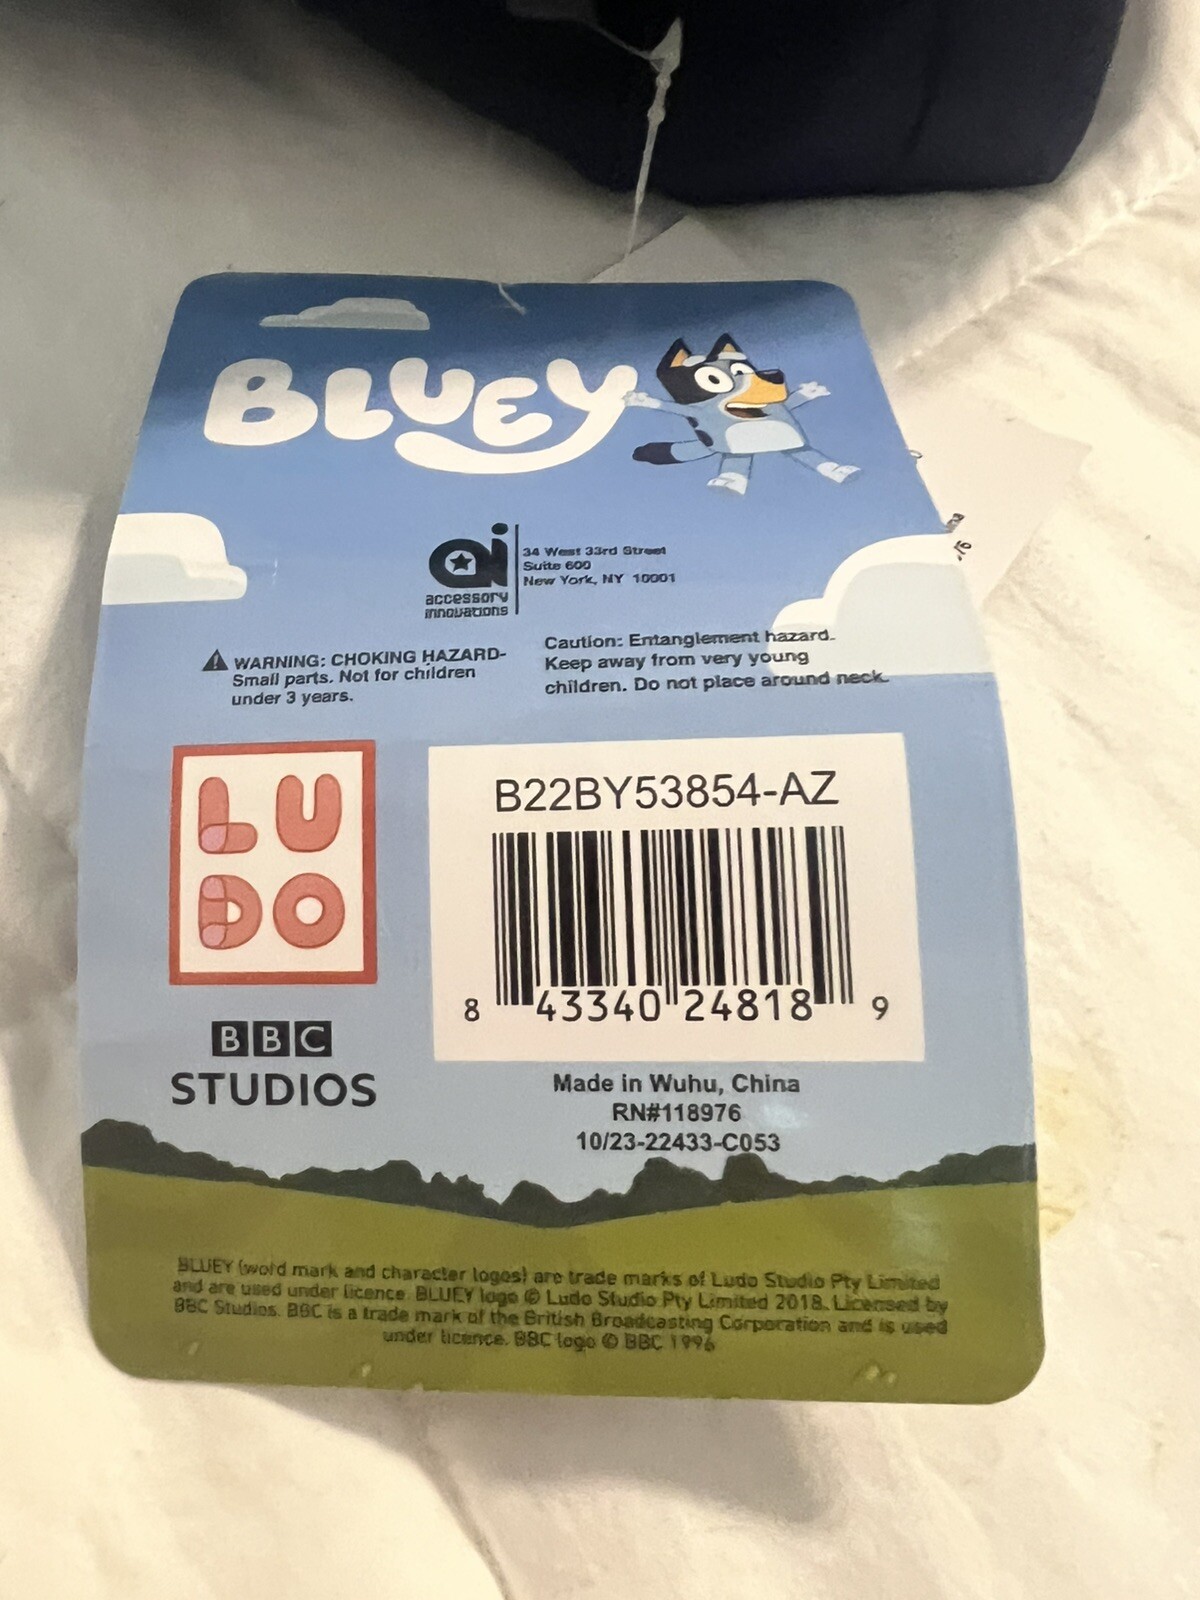 BLUEY
ai
accessory
innovations
34 West 33rd Street
Suite 600
New York, NY 10001
WARNING: CHOKING HAZARD-
Small parts. Not for children
under 3 years.
Caution: Entanglement hazard.
Keep away from very young
children. Do not place around neck.
LU
DO
BBC
STUDIOS
B22BY53854-AZ
8 43340 24818 9
Made in Wuhu, China
RN#118976
10/23-22433-C053
BLUEY (word mark and character logos) are trade marks of Ludo Studio Pty Limited
and are used under licence. BLUEY logo © Ludo Studio Pty Limited 2018. Licensed by
BBC Studios. BBC is a trade mark of the British Broadcasting Corporation and is used
under licence. BBC logo © BBC 1996